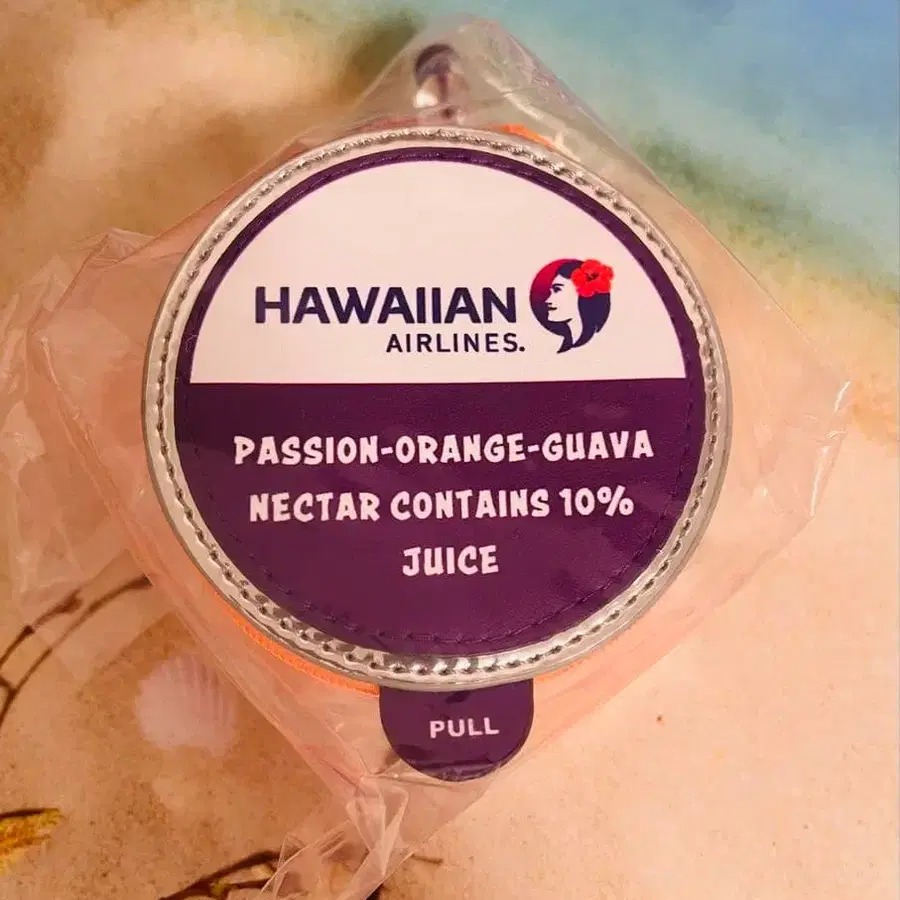 HAWAIIAN
AIRLINES.
PASSION-ORANGE-GUAVA
NECTAR CONTAINS 10%
JUICE
PULL